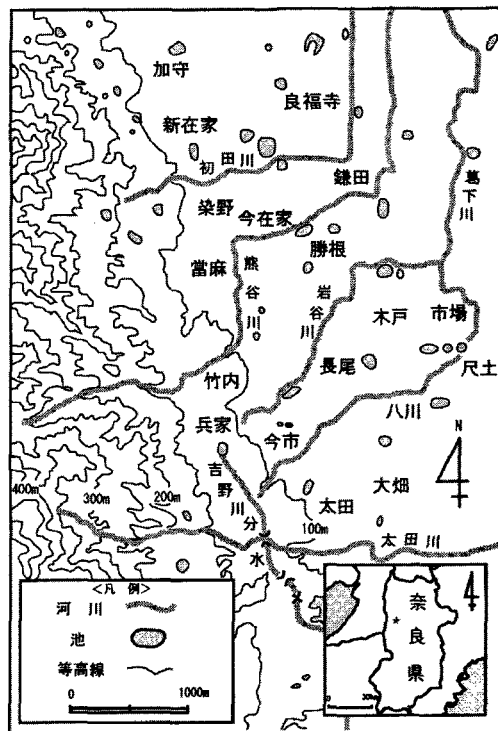 加守
良福寺
新在家
初田川
鎌田
葛下川
染野
今在家
勝根
當麻
熊谷川
岩谷川
木戸
市場
竹内
長尾
尺土
八川
兵家
今市
N
吉野川分水
大畑
太田
400m
300m
200m
100m
太田川
<凡 例>
河 川
池
等高線
0
1000m
奈良県
0